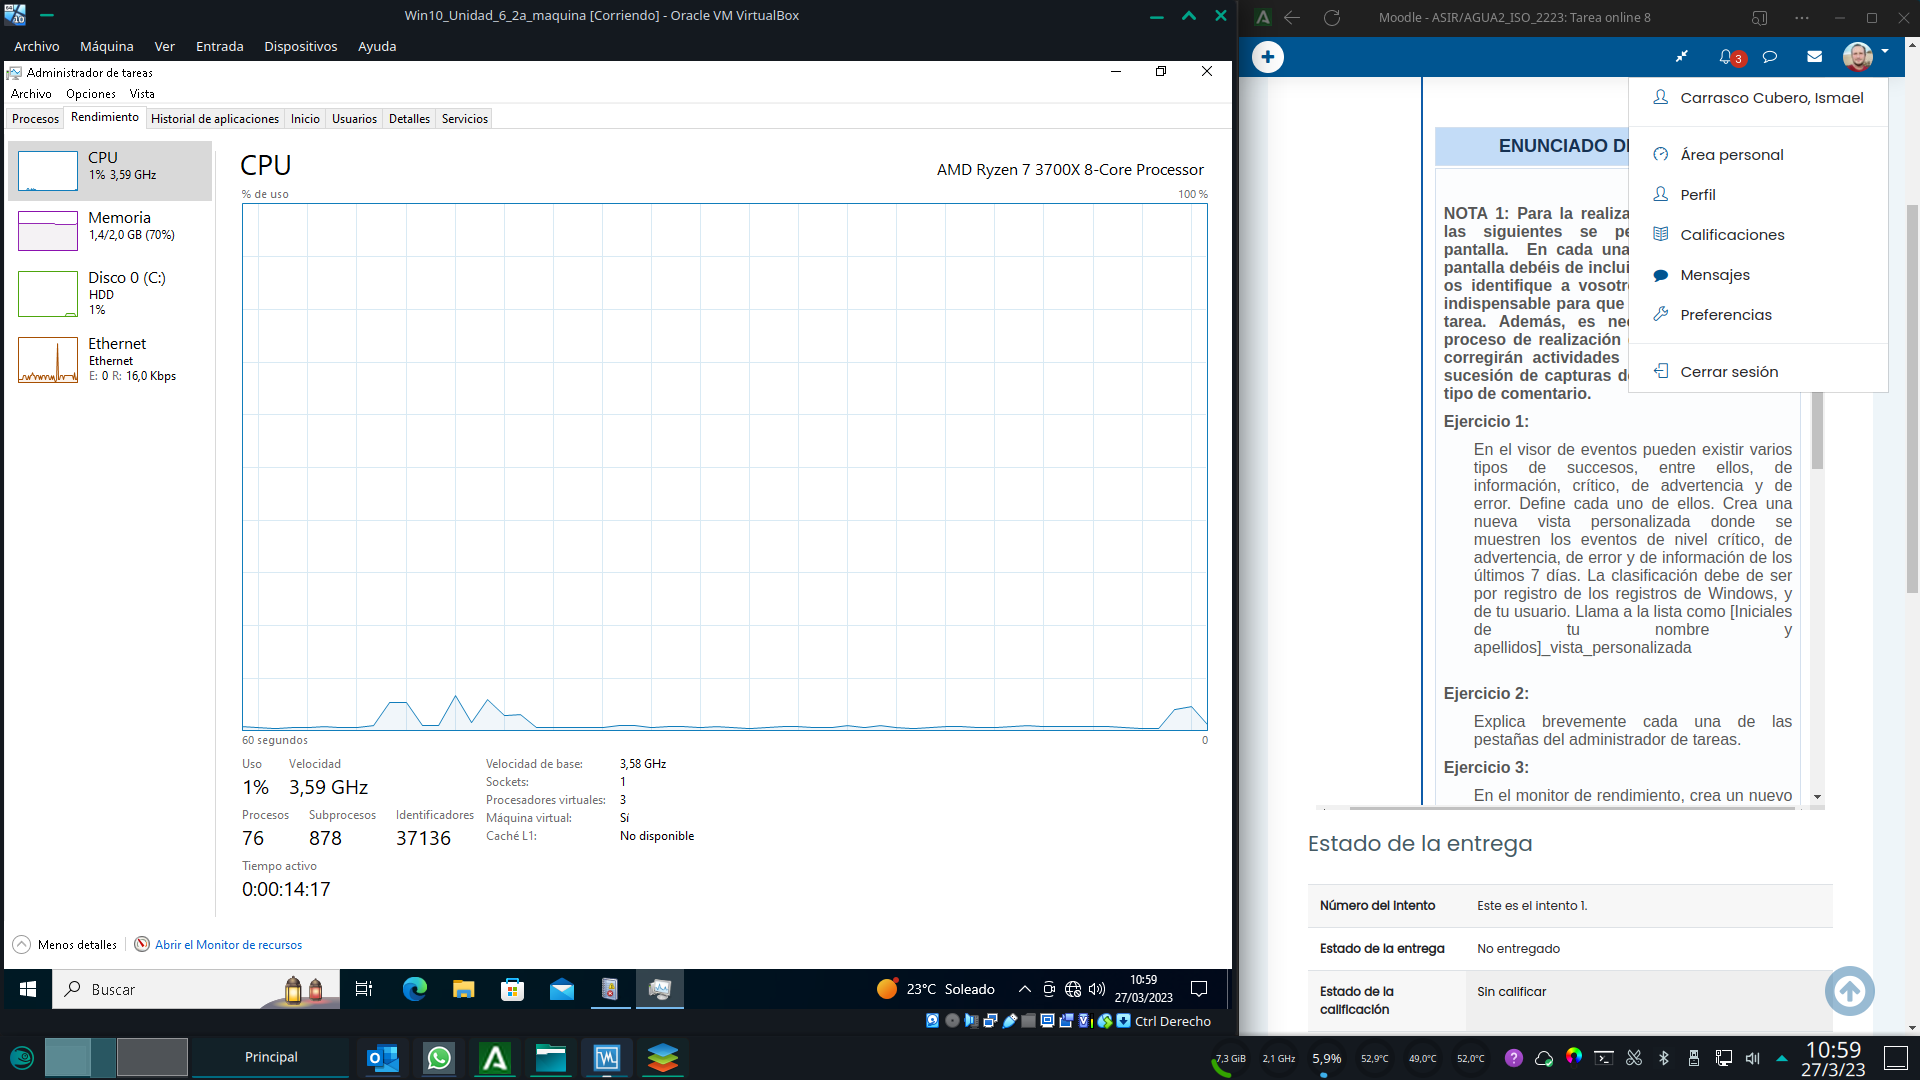 Win10_Unidad_6_2a_maquina [Corriendo] - Oracle VM VirtualBox
Archivo Máquina Ver Entrada Dispositivos Ayuda
Administrador de tareas
Archivo Opciones Vista
Procesos Rendimiento Historial de aplicaciones Inicio Usuarios Detalles Servicios
CPU
1% 3,59 GHz
Memoria
1,4/2,0 GB (70%)
Disco 0 (C:)
HDD
1%
Ethernet
Ethernet
E: 0 R: 16,0 Kbps
CPU
AMD Ryzen 7 3700X 8-Core Processor
% de uso
100 %
60 segundos
0
Uso
1%
Velocidad
3,59 GHz
Procesos
76
Subprocesos
878
Identificadores
37136
Tiempo activo
0:00:14:17
Velocidad de base: 3,58 GHz
Sockets: 1
Procesadores virtuales: 3
Máquina virtual: Sí
Caché L1: No disponible
Menos detalles
Abrir el Monitor de recursos
Buscar
23°C Soleado
10:59
27/03/2023
Ctrl Derecho
Moodle - ASIR/AGUA2_ISO_2223: Tarea online 8
3
Carrasco Cubero, Ismael
Área personal
Perfil
Calificaciones
Mensajes
Preferencias
Cerrar sesión
ENUNCIADO
NOTA 1: Para la
las siguientes se
pantalla. En cada una
pantalla debéis de
os identifique a
indispensable para que
tarea. Además, es
proceso de realización
corregirán actividades
sucesión de capturas
tipo de comentario.
Ejercicio 1:
En el visor de eventos pueden existir varios
tipos de succesos, entre ellos, de
información, crítico, de advertencia y de
error. Define cada uno de ellos. Crea una
nueva vista personalizada donde se
muestren los eventos de nivel crítico, de
advertencia, de error y de información de los
últimos 7 días. La clasificación debe de ser
por registro de los registros de Windows, y
de tu usuario. Llama a la lista como [Iniciales
de tu nombre y
apellidos]_vista_personalizada
Ejercicio 2:
Explica brevemente cada una de las
pestañas del administrador de tareas.
Ejercicio 3:
En el monitor de rendimiento, crea un nuevo
Estado de la entrega
Número del Intento Este es el intento 1.
Estado de la entrega No entregado
Estado de la
calificación
Sin calificar
Principal
7,3 GiB
2,1 GHz
5,9%
52,9°C
49,0°C
52,0°C
10:59
27/3/23